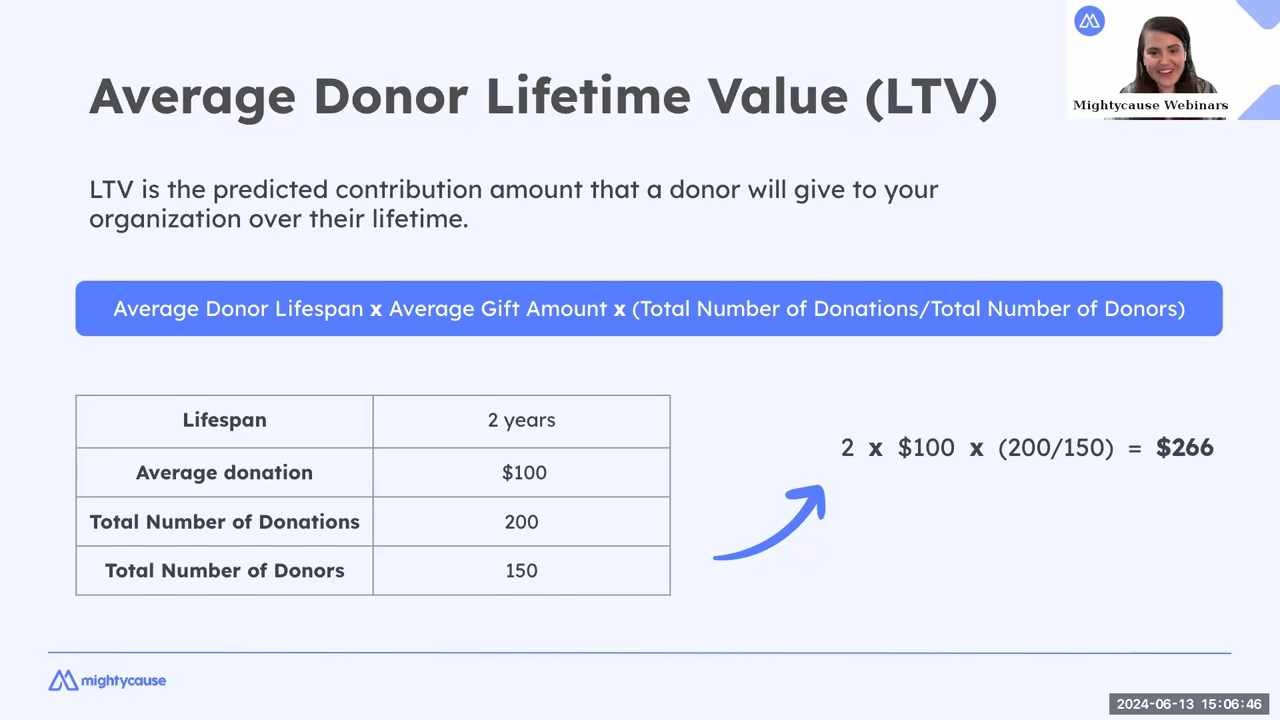 Average Donor Lifetime Value (LTV)
Mightycause Webinars
LTV is the predicted contribution amount that a donor will give to your
organization over their lifetime.
Average Donor Lifespan x Average Gift Amount x (Total Number of Donations/Total Number of Donors)
Lifespan 2 years
Average donation $100
Total Number of Donations 200
Total Number of Donors 150
2 x $100 x (200/150) = $266
mightycause
2024-06-13 15:06:46